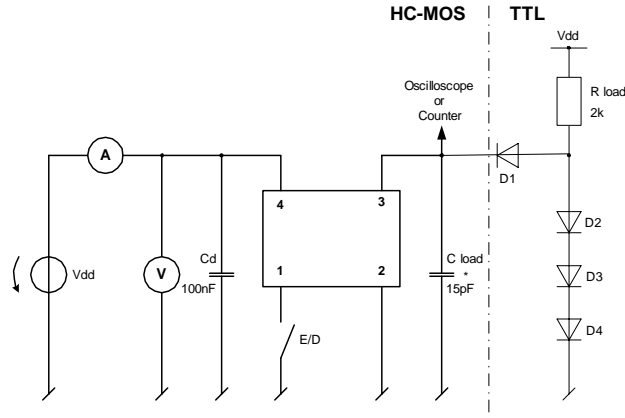 HC-MOS
TTL
Vdd
Oscilloscope
or
Counter
R load
2k
A
D1
4
3
D2
Vdd
V
Cd
100nF
1
2
C load
*
15pF
D3
E/D
D4